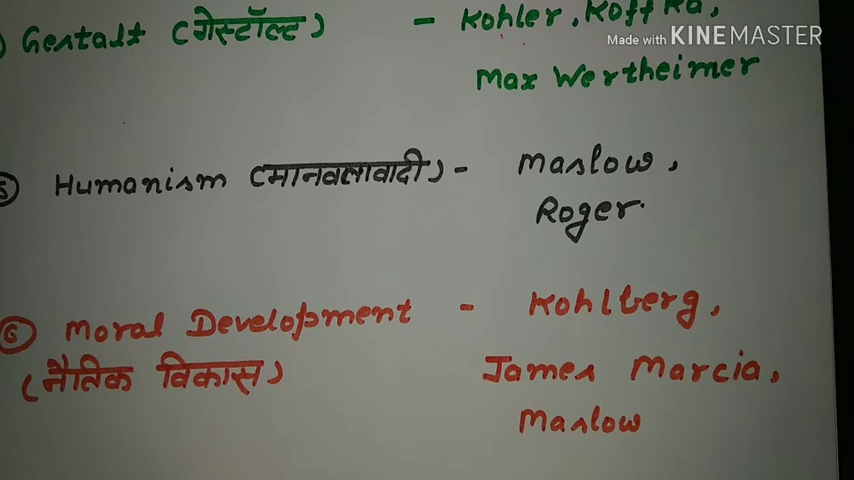 Gestalt (गेस्टॉल्ट) - Kohler, Koffka,
Made with KINEMASTER
Max Wertheimer
5 Humanism (मानवतावादी) - Maslow,
Roger.
6 Moral Development - Kohlberg,
(नैतिक विकास) James Marcia,
Maslow